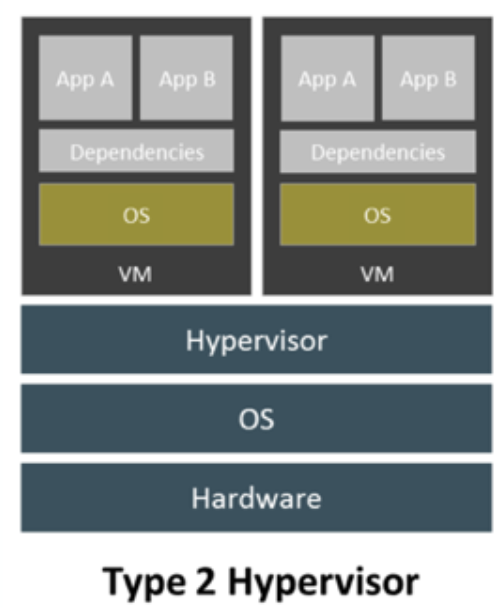 App A App B App A App B
Dependencies Dependencies
OS OS
VM VM
Hypervisor
OS
Hardware
Type 2 Hypervisor